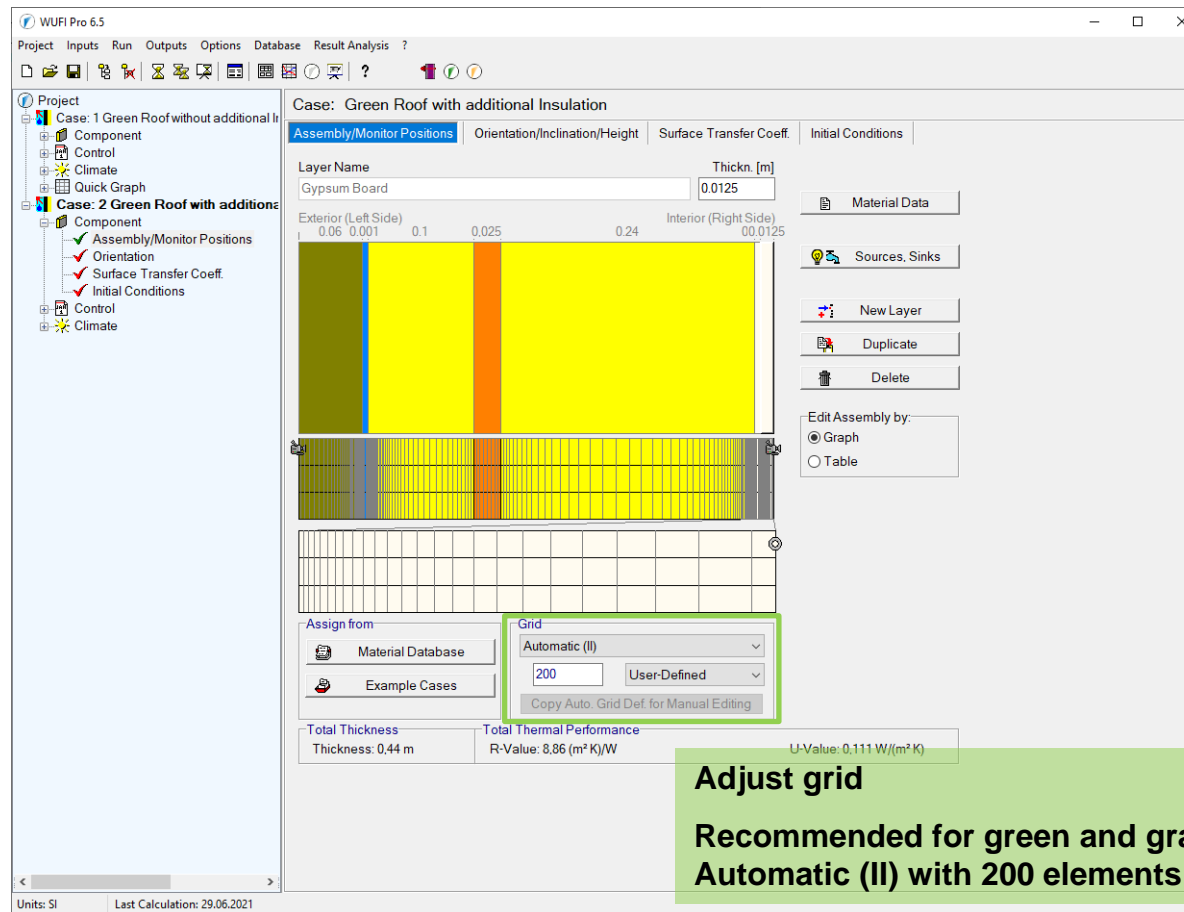 WUFI Pro 6.5
Project Inputs Run Outputs Options Database Result Analysis ?
Project
Case: 1 Green Roof without additional
Component
Control
Climate
Quick Graph
Case: 2 Green Roof with
Component
Assembly/Monitor Positions
Orientation
Surface Transfer Coeff.
Initial Conditions
Control
Climate
Case: Green Roof with additional Insulation
Assembly/Monitor Positions Orientation/Inclination/Height Surface Transfer Coeff. Initial Conditions
Layer Name Thickn. [m]
Gypsum Board 0.0125
Exterior (Left Side) Interior (Right Side)
0.06 0.001 0.1 0.025 0.24 00.0125
Material Data
Sources, Sinks
New Layer
Duplicate
Delete
Edit Assembly by:
Graph
Table
Assign from
Material Database
Example Cases
Grid
Automatic (II)
200 User-Defined
Copy Auto. Grid Def. for Manual Editing
Total Thickness
Thickness: 0,44 m
Total Thermal Performance
R-Value: 8,86 (m² K)/W U-Value: 0,111 W/(m² K)
Adjust grid
Recommended for green and
Automatic (II) with 200 elements
Units: SI Last Calculation: 29.06.2021